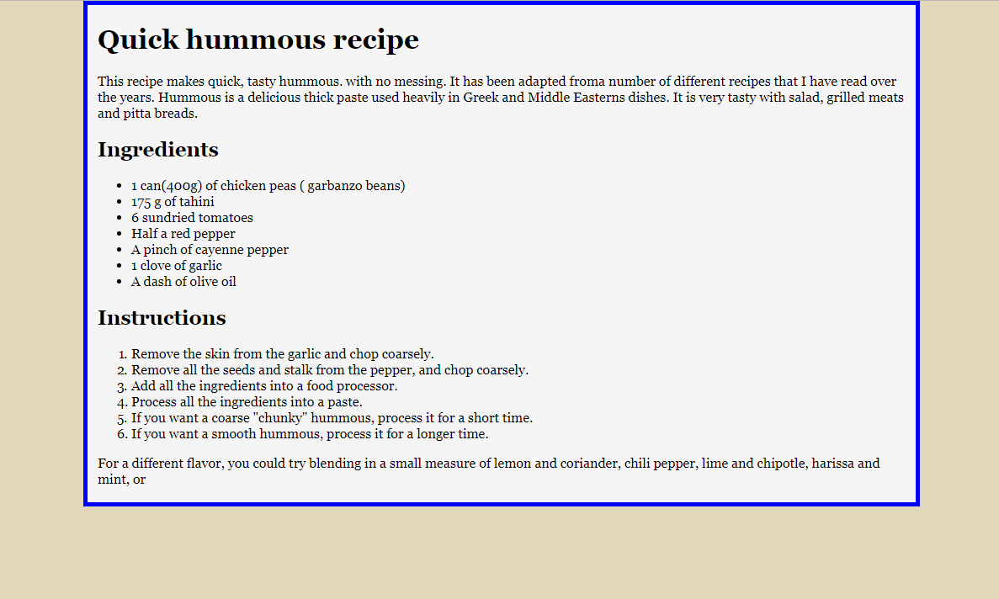 Quick hummous recipe
This recipe makes quick, tasty hummous. with no messing. It has been adapted froma number of different recipes that I have read over
the years. Hummous is a delicious thick paste used heavily in Greek and Middle Easterns dishes. It is very tasty with salad, grilled meats
and pitta breads.
Ingredients
• 1 can(400g) of chicken peas ( garbanzo beans)
• 175 g of tahini
• 6 sundried tomatoes
• Half a red pepper
• A pinch of cayenne pepper
• 1 clove of garlic
• A dash of olive oil
Instructions
1. Remove the skin from the garlic and chop coarsely.
2. Remove all the seeds and stalk from the pepper, and chop coarsely.
3. Add all the ingredients into a food processor.
4. Process all the ingredients into a paste.
5. If you want a coarse "chunky" hummous, process it for a short time.
6. If you want a smooth hummous, process it for a longer time.
For a different flavor, you could try blending in a small measure of lemon and coriander, chili pepper, lime and chipotle, harissa and
mint, or